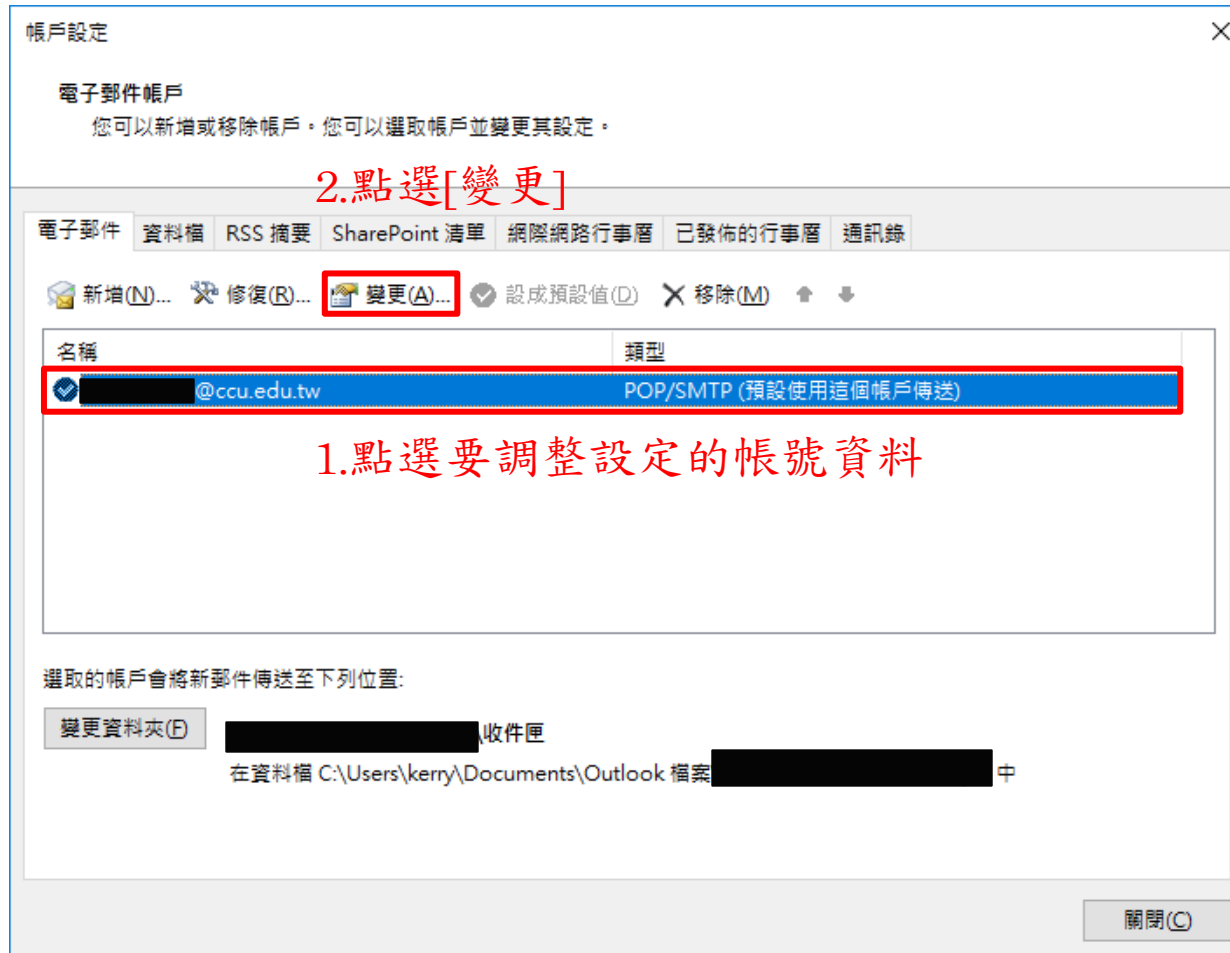 帳戶設定
電子郵件帳戶
您可以新增或移除帳戶。您可以選取帳戶並變更其設定。
2.點選[變更]
電子郵件 資料檔 RSS 摘要 SharePoint 清單 網際網路行事曆 已發佈的行事曆 通訊錄
新增(N)... 修復(R)... 變更(A)... 設成預設值(D) 移除(M)
名稱 類型
@ccu.edu.tw POP/SMTP (預設使用這個帳戶傳送)
1.點選要調整設定的帳號資料
選取的帳戶會將新郵件傳送至下列位置:
變更資料夾(F) \收件匣
在資料檔 C:\Users\kerry\Documents\Outlook 檔案 中
關閉(C)